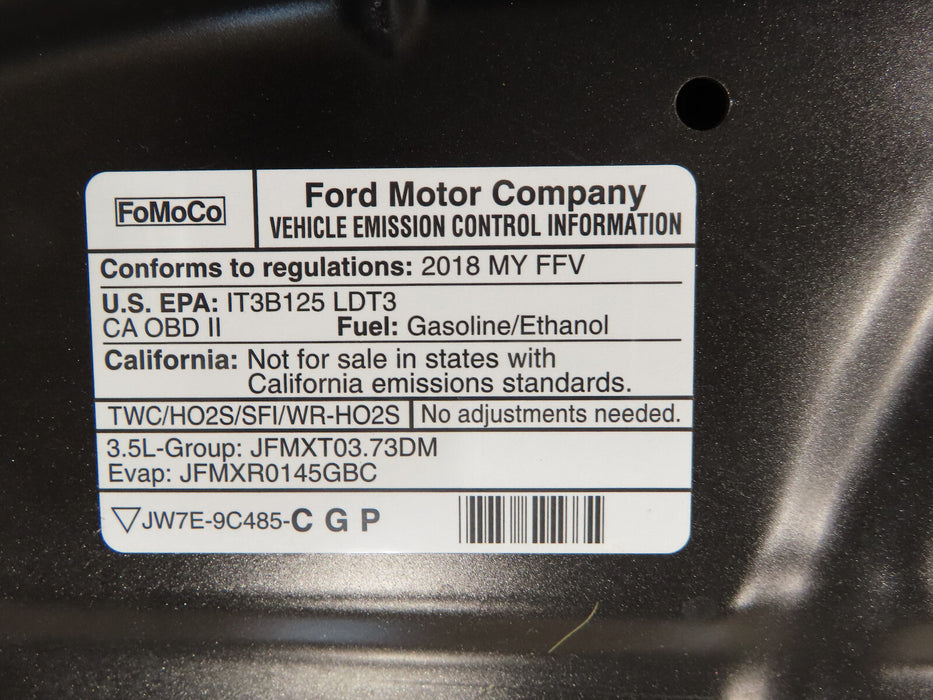 FoMoCo
Ford Motor Company
VEHICLE EMISSION CONTROL INFORMATION
Conforms to regulations: 2018 MY FFV
U.S. EPA: IT3B125 LDT3
CA OBD II Fuel: Gasoline/Ethanol
California: Not for sale in states with
California emissions standards.
TWC/HO2S/SFI/WR-HO2S No adjustments needed.
3.5L-Group: JFMXT03.73DM
Evap: JFMXR0145GBC
JW7E-9C485-C G P